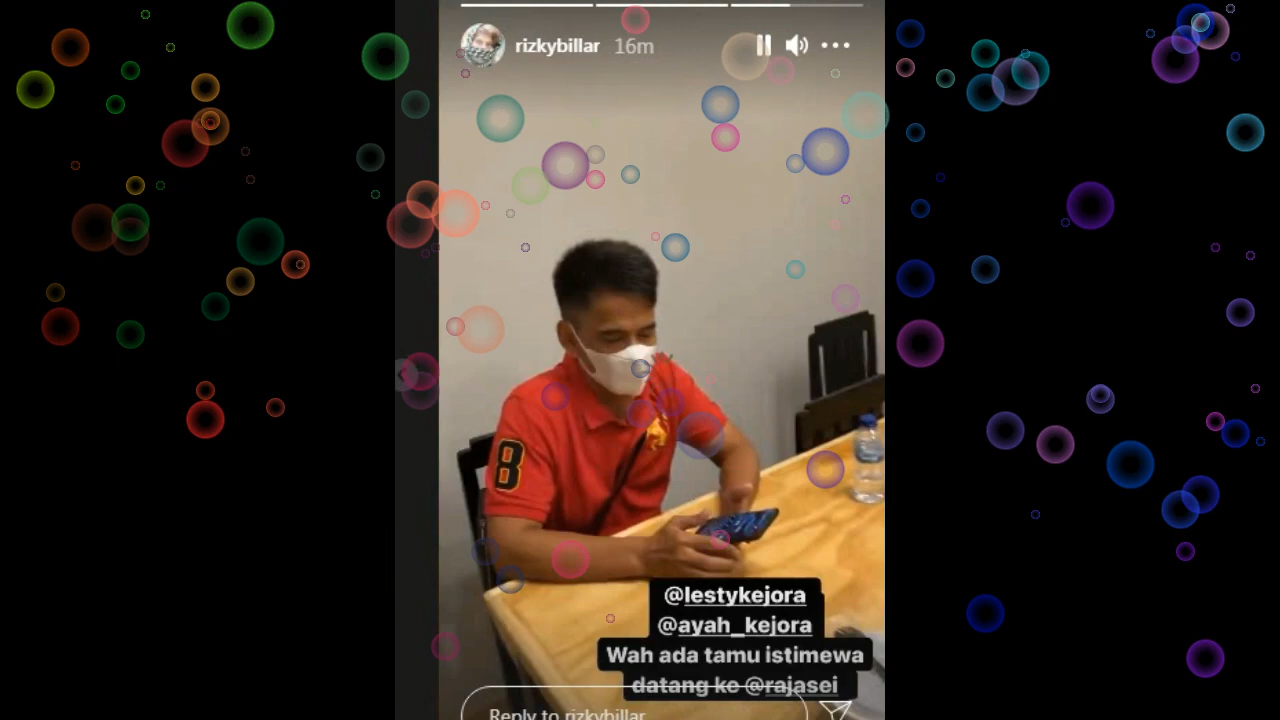 rizkybillar 16m
8
@lestykejora
@ayah_kejora
Wah ada tamu istimewa
datang ke @rajasei
Reply to rizkybillar